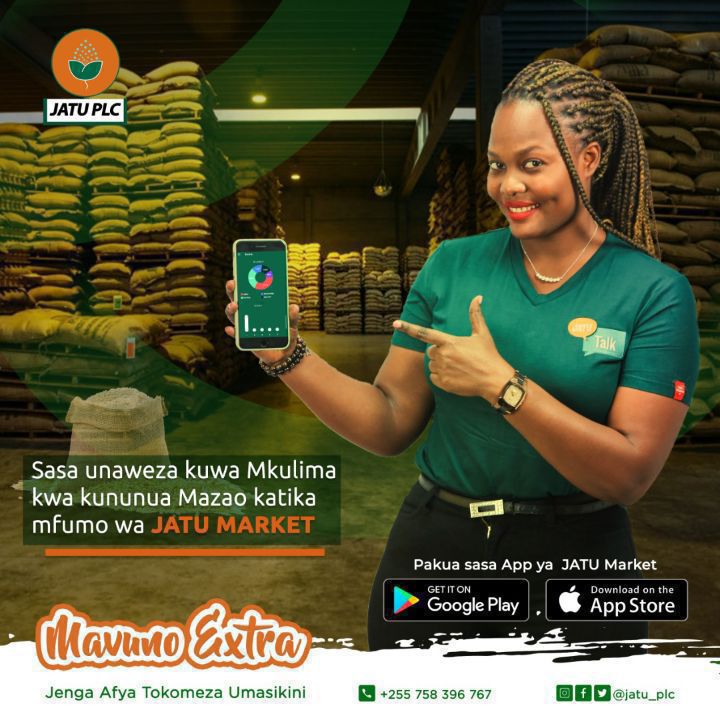 JATU PLC
JATU
Talk
Sasa unaweza kuwa Mkulima
kwa kununua Mazao katika
mfumo wa JATU MARKET
Pakua sasa App ya JATU Market
GET IT ON
Google Play
,
Download on the
App Store
Mavuno Extra
Jenga Afya Tokomeza Umasikini
+255 758 396 767
@jatu_plc